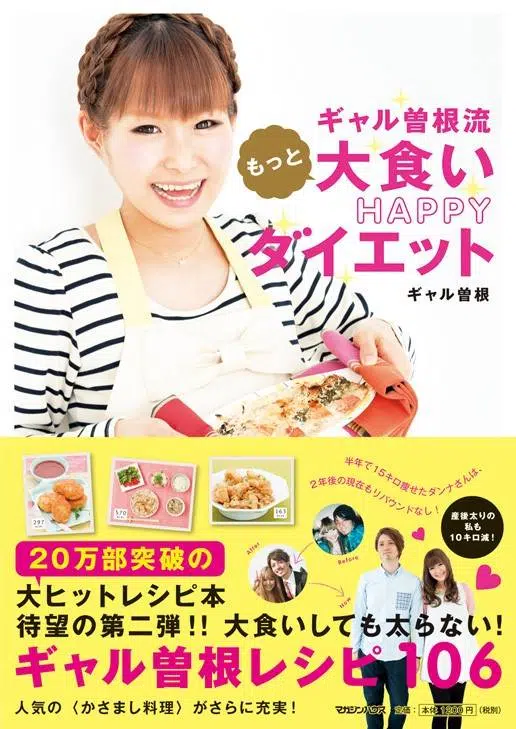 ギャル曽根流
もっと
大食い
HAPPY
ダイエット
ギャル曽根
半年で15キロ痩せたダンナさんは、
2年後の現在もリバウンドなし!
産後太りの
私も
10キロ減!
After
Before
Now
297
570
363
20万部突破の
大ヒットレシピ本
待望の第二弾!! 大食いしても太らない!
ギャル曽根レシピ106
人気の〈かさまし料理〉がさらに充実!
マガジンハウス 定価:本体1200円(税別)